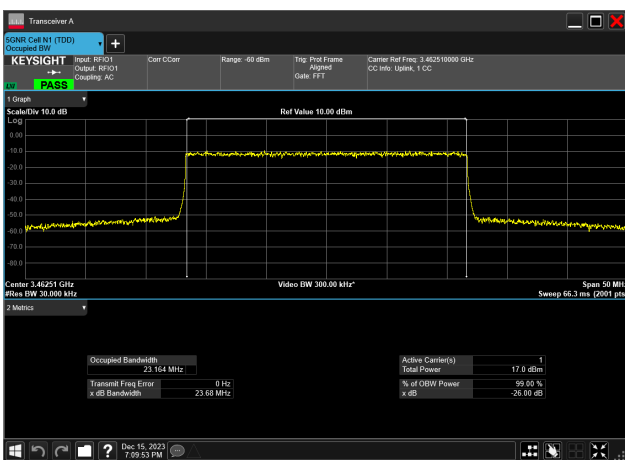 Transceiver A
5GNR Cell N1 (TDD)
Occupied BW
KEYSIGHT
LXI
PASS
Input: RFIO1
Output: RFIO1
Coupling: AC
Corr CCorr
Range: -60 dBm
Trig: Prot Frame
Aligned
Gate: FFT
Carrier Ref Freq: 3.462510000 GHz
CC Info: Uplink, 1 CC
1 Graph
Scale/Div 10.0 dB
Ref Value 10.00 dBm
Log
0.00
-10.0
-20.0
-30.0
-40.0
-50.0
-60.0
-70.0
-80.0
Center 3.46251 GHz
Video BW 300.00 kHz*
Span 50 MH
#Res BW 30.000 kHz
Sweep 66.3 ms (2001 pts
2 Metrics
Occupied Bandwidth
23.164 MHz
Transmit Freq Error 0 Hz
x dB Bandwidth 23.68 MHz
Active Carrier(s) 1
Total Power 17.0 dBm
% of OBW Power 99.00 %
x dB -26.00 dB
Dec 15, 2023
7:09:53 PM